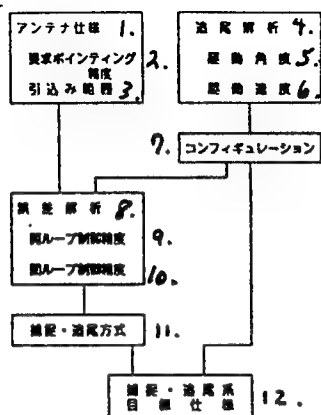 アンテナ仕様 1.
要求ポインティング 2.
精度
引込み範囲 3.
追尾解析 4.
駆動角度 5.
駆動速度 6.
7. コンフィギュレーション
誤差解析 8.
開ループ制御精度 9.
閉ループ制御精度 10.
捕捉・追尾方式 11.
捕捉・追尾系
目標仕様 12.